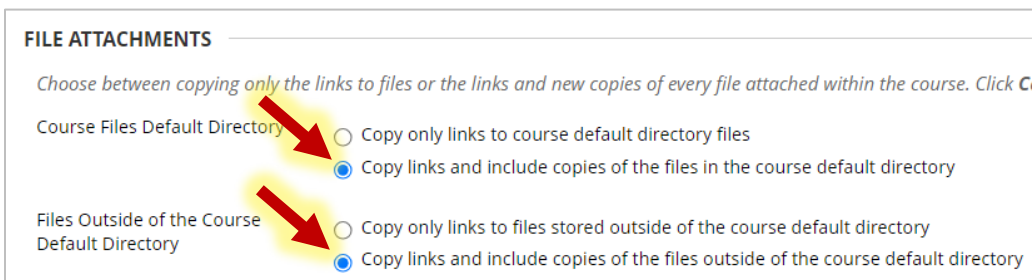 FILE ATTACHMENTS
Choose between copying only the links to files or the links and new copies of every file attached within the course. Click
Course Files Default Directory
Copy only links to course default directory files
Copy links and include copies of the files in the course default directory
Files Outside of the Course
Default Directory
Copy only links to files stored outside of the course default directory
Copy links and include copies of the files outside of the course default directory